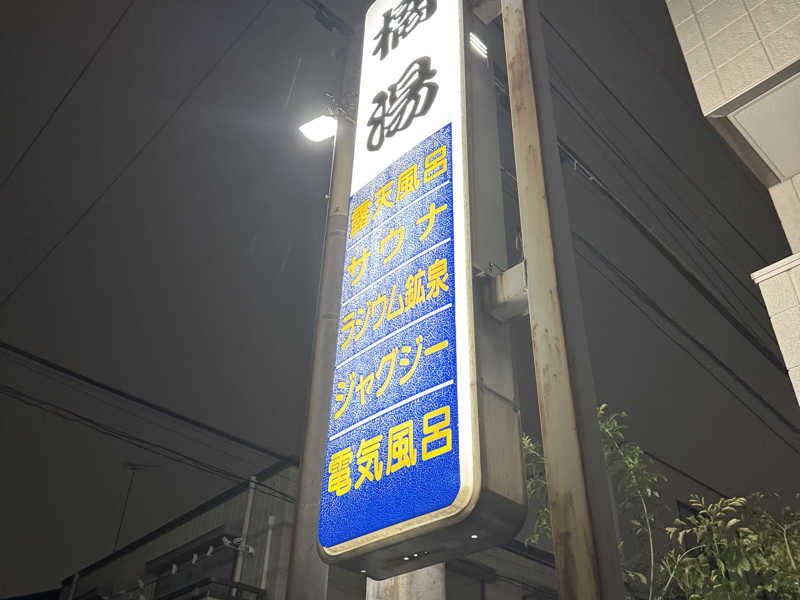 橘湯
露天風呂
サウナ
ラジウム鉱泉
ジャグジー
電気風呂